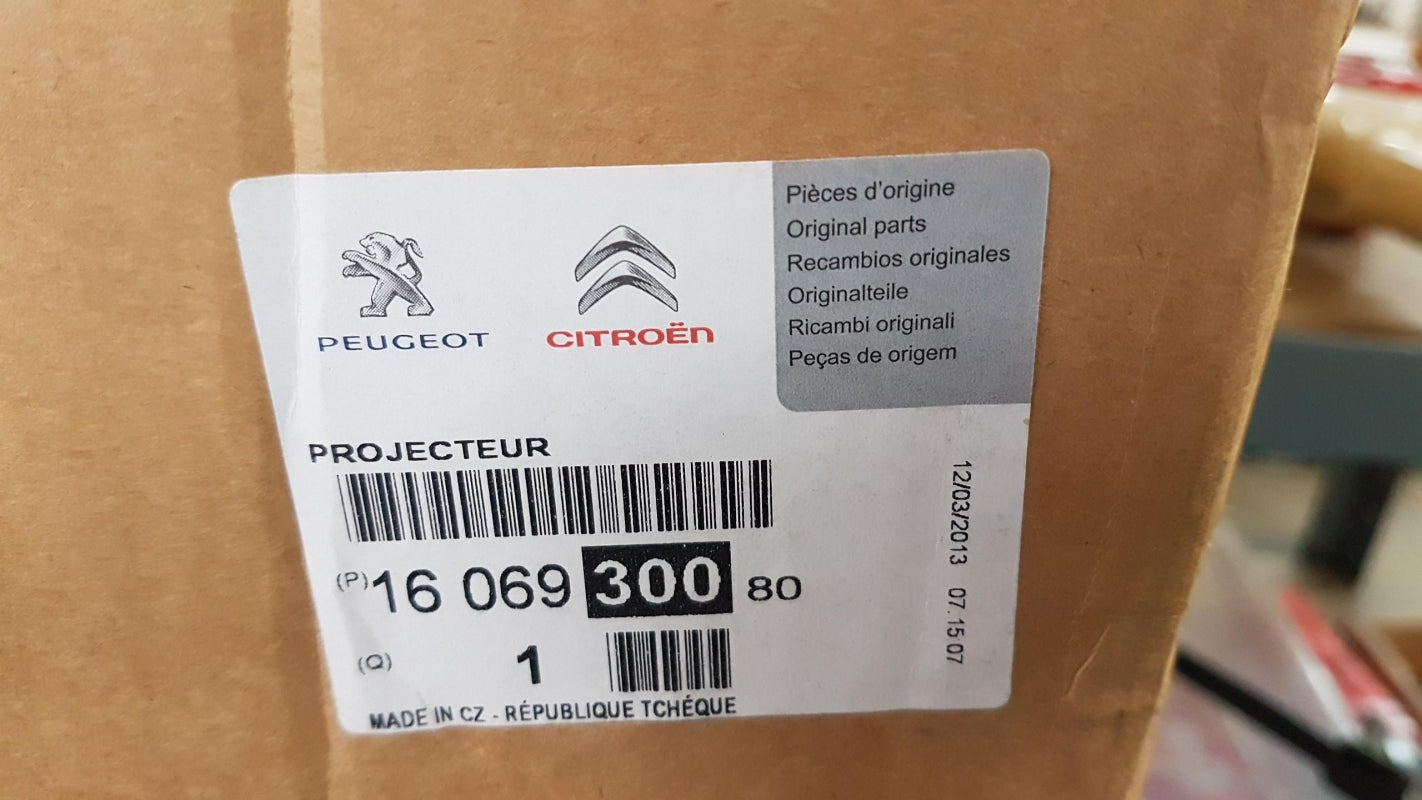 PEUGEOT
CITROËN
Pièces d'origine
Original parts
Recambios originales
Originalteile
Ricambi originali
Peças de origem
PROJECTEUR
(P) 16 069 300 80
(Q) 1
MADE IN CZ - RÉPUBLIQUE TCHÉQUE
12/03/2013 07.15 07